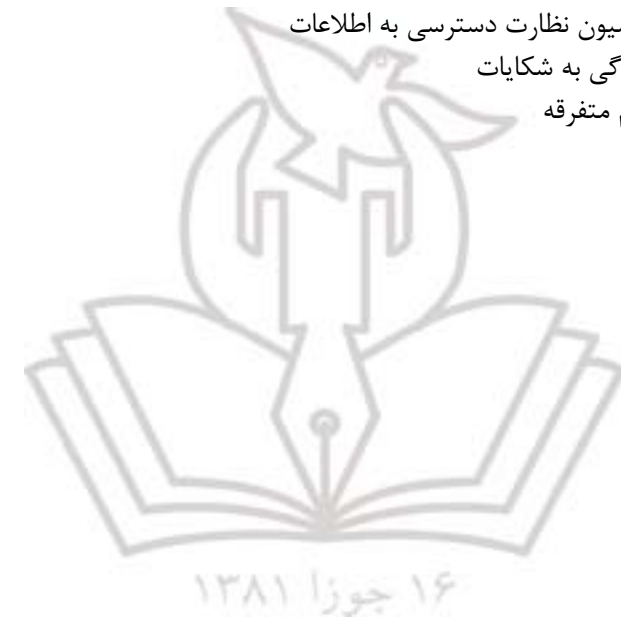 سیون نظارت دسترسی به اطلاعات
گی به شکایات
م متفرقه
۱۶ جوزا ۱۳۸۱